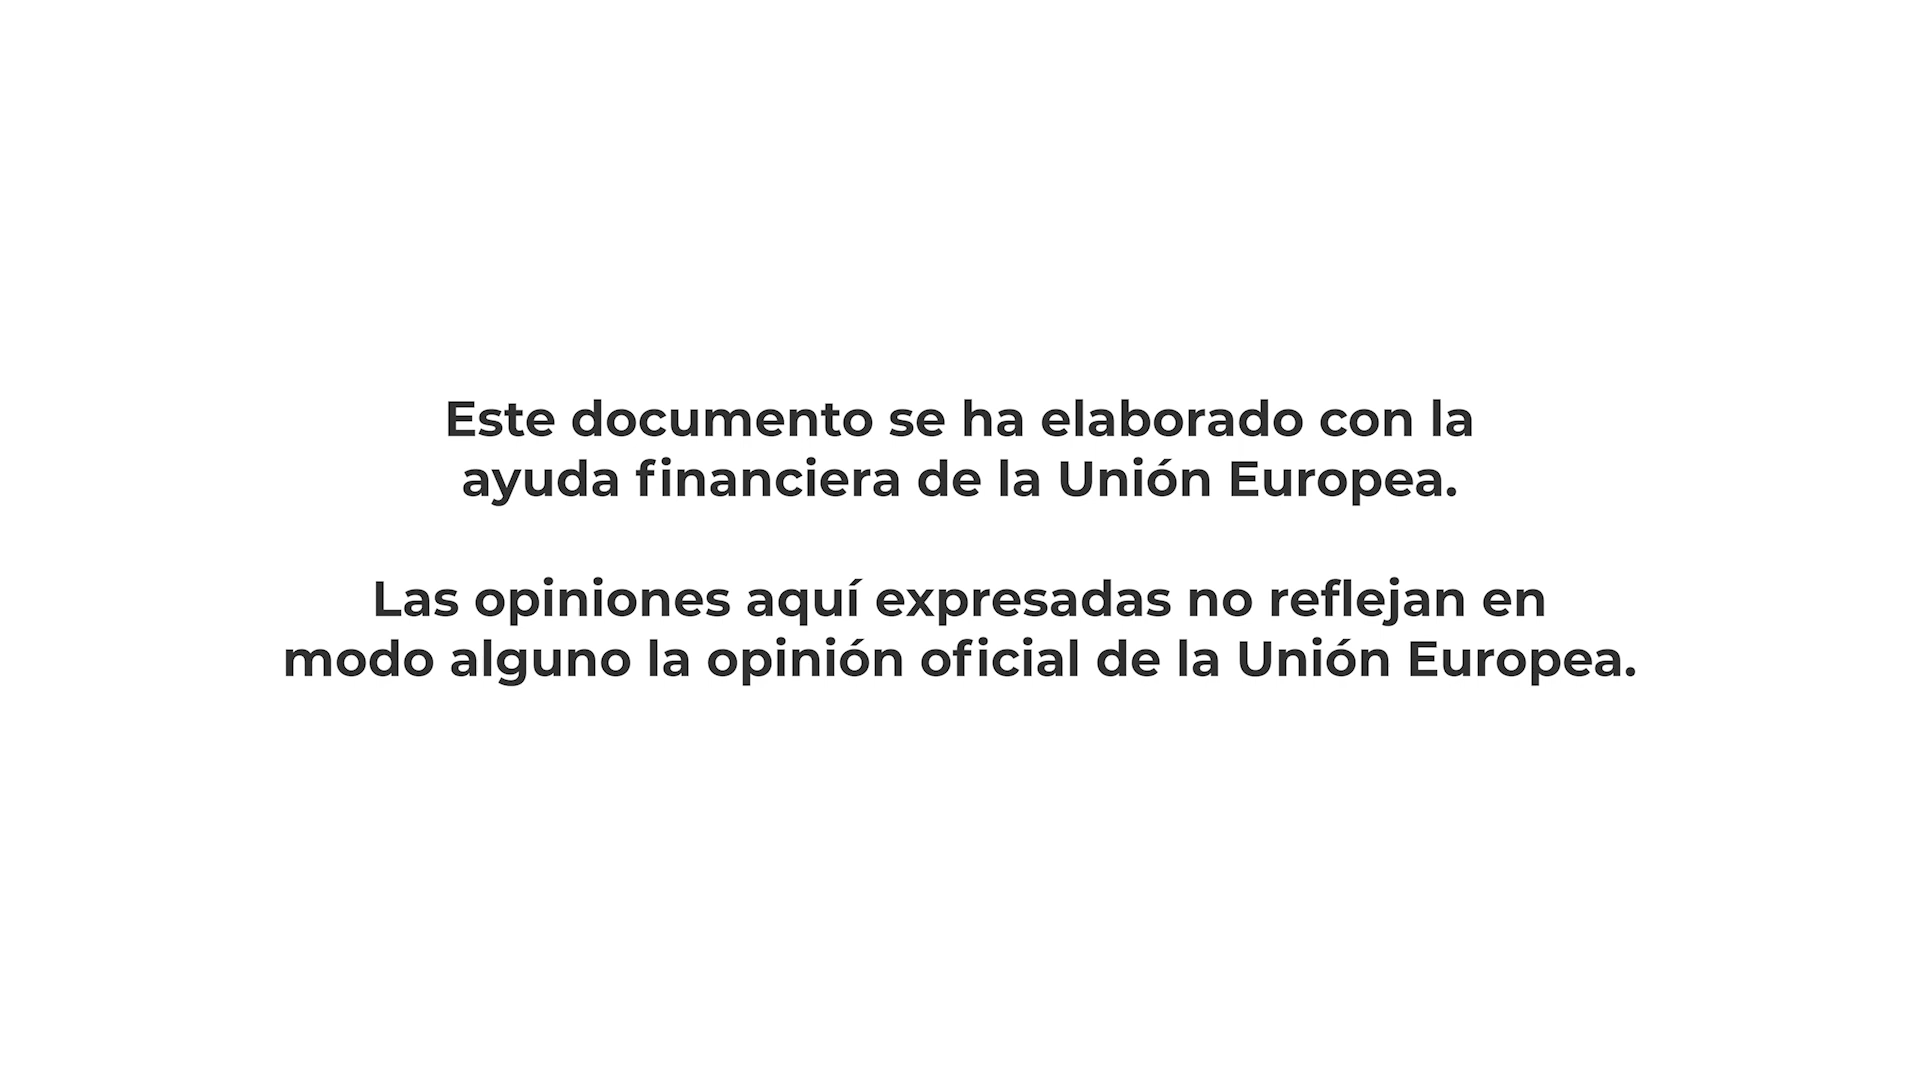 Este documento se ha elaborado con la
ayuda financiera de la Unión Europea.
Las opiniones aquí expresadas no reflejan en
modo alguno la opinión oficial de la Unión Europea.